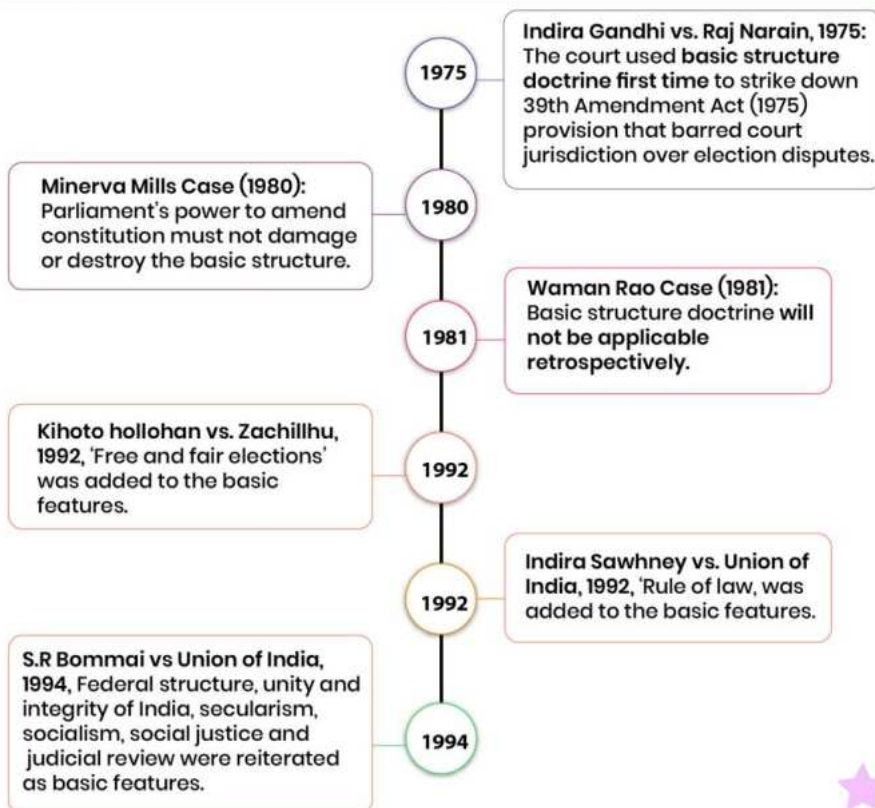 Indira Gandhi vs. Raj Narain, 1975:
The court used basic structure
doctrine first time to strike down
39th Amendment Act (1975)
provision that barred court
jurisdiction over election disputes.
1975
Minerva Mills Case (1980):
Parliament's power to amend
constitution must not damage
or destroy the basic structure.
1980
Waman Rao Case (1981):
Basic structure doctrine will
not be applicable
retrospectively.
1981
Kihoto hollohan vs. Zachillhu,
1992, 'Free and fair elections'
was added to the basic
features.
1992
Indira Sawhney vs. Union of
India, 1992, 'Rule of law, was
added to the basic features.
1992
S.R Bommai vs Union of India,
1994, Federal structure, unity and
integrity of India, secularism,
socialism, social justice and
judicial review were reiterated
as basic features.
1994